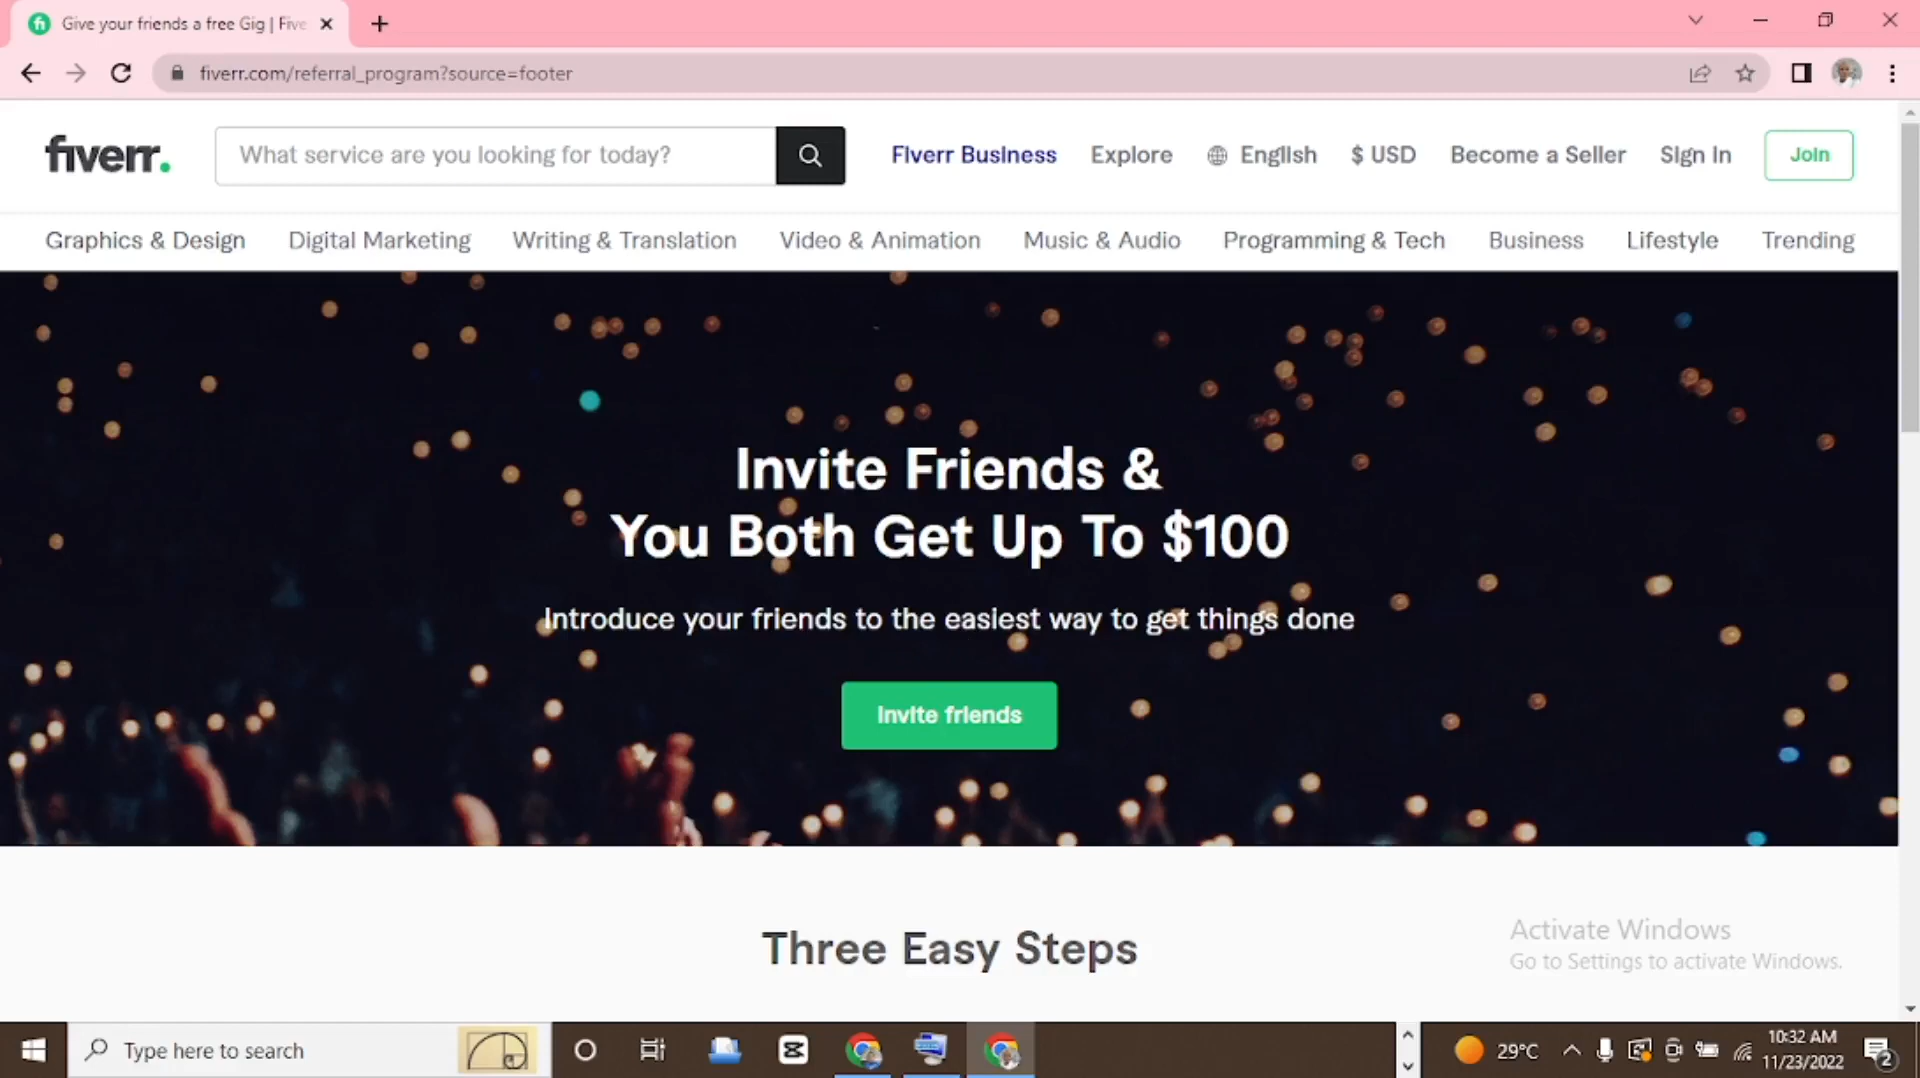 Give your friends a free Gig | Five
fiverr.com/referral_program?source=footer
fiverr.
What service are you looking for today?
Fiverr Business
Explore
English
$ USD
Become a Seller
Sign In
Join
Graphics & Design
Digital Marketing
Writing & Translation
Video & Animation
Music & Audio
Programming & Tech
Business
Lifestyle
Trending
Invite Friends &
You Both Get Up To $100
Introduce your friends to the easiest way to get things done
Invite friends
Three Easy Steps
Activate Windows
Go to Settings to activate Windows.
Type here to search
29°C
10:32 AM
11/23/2022
2